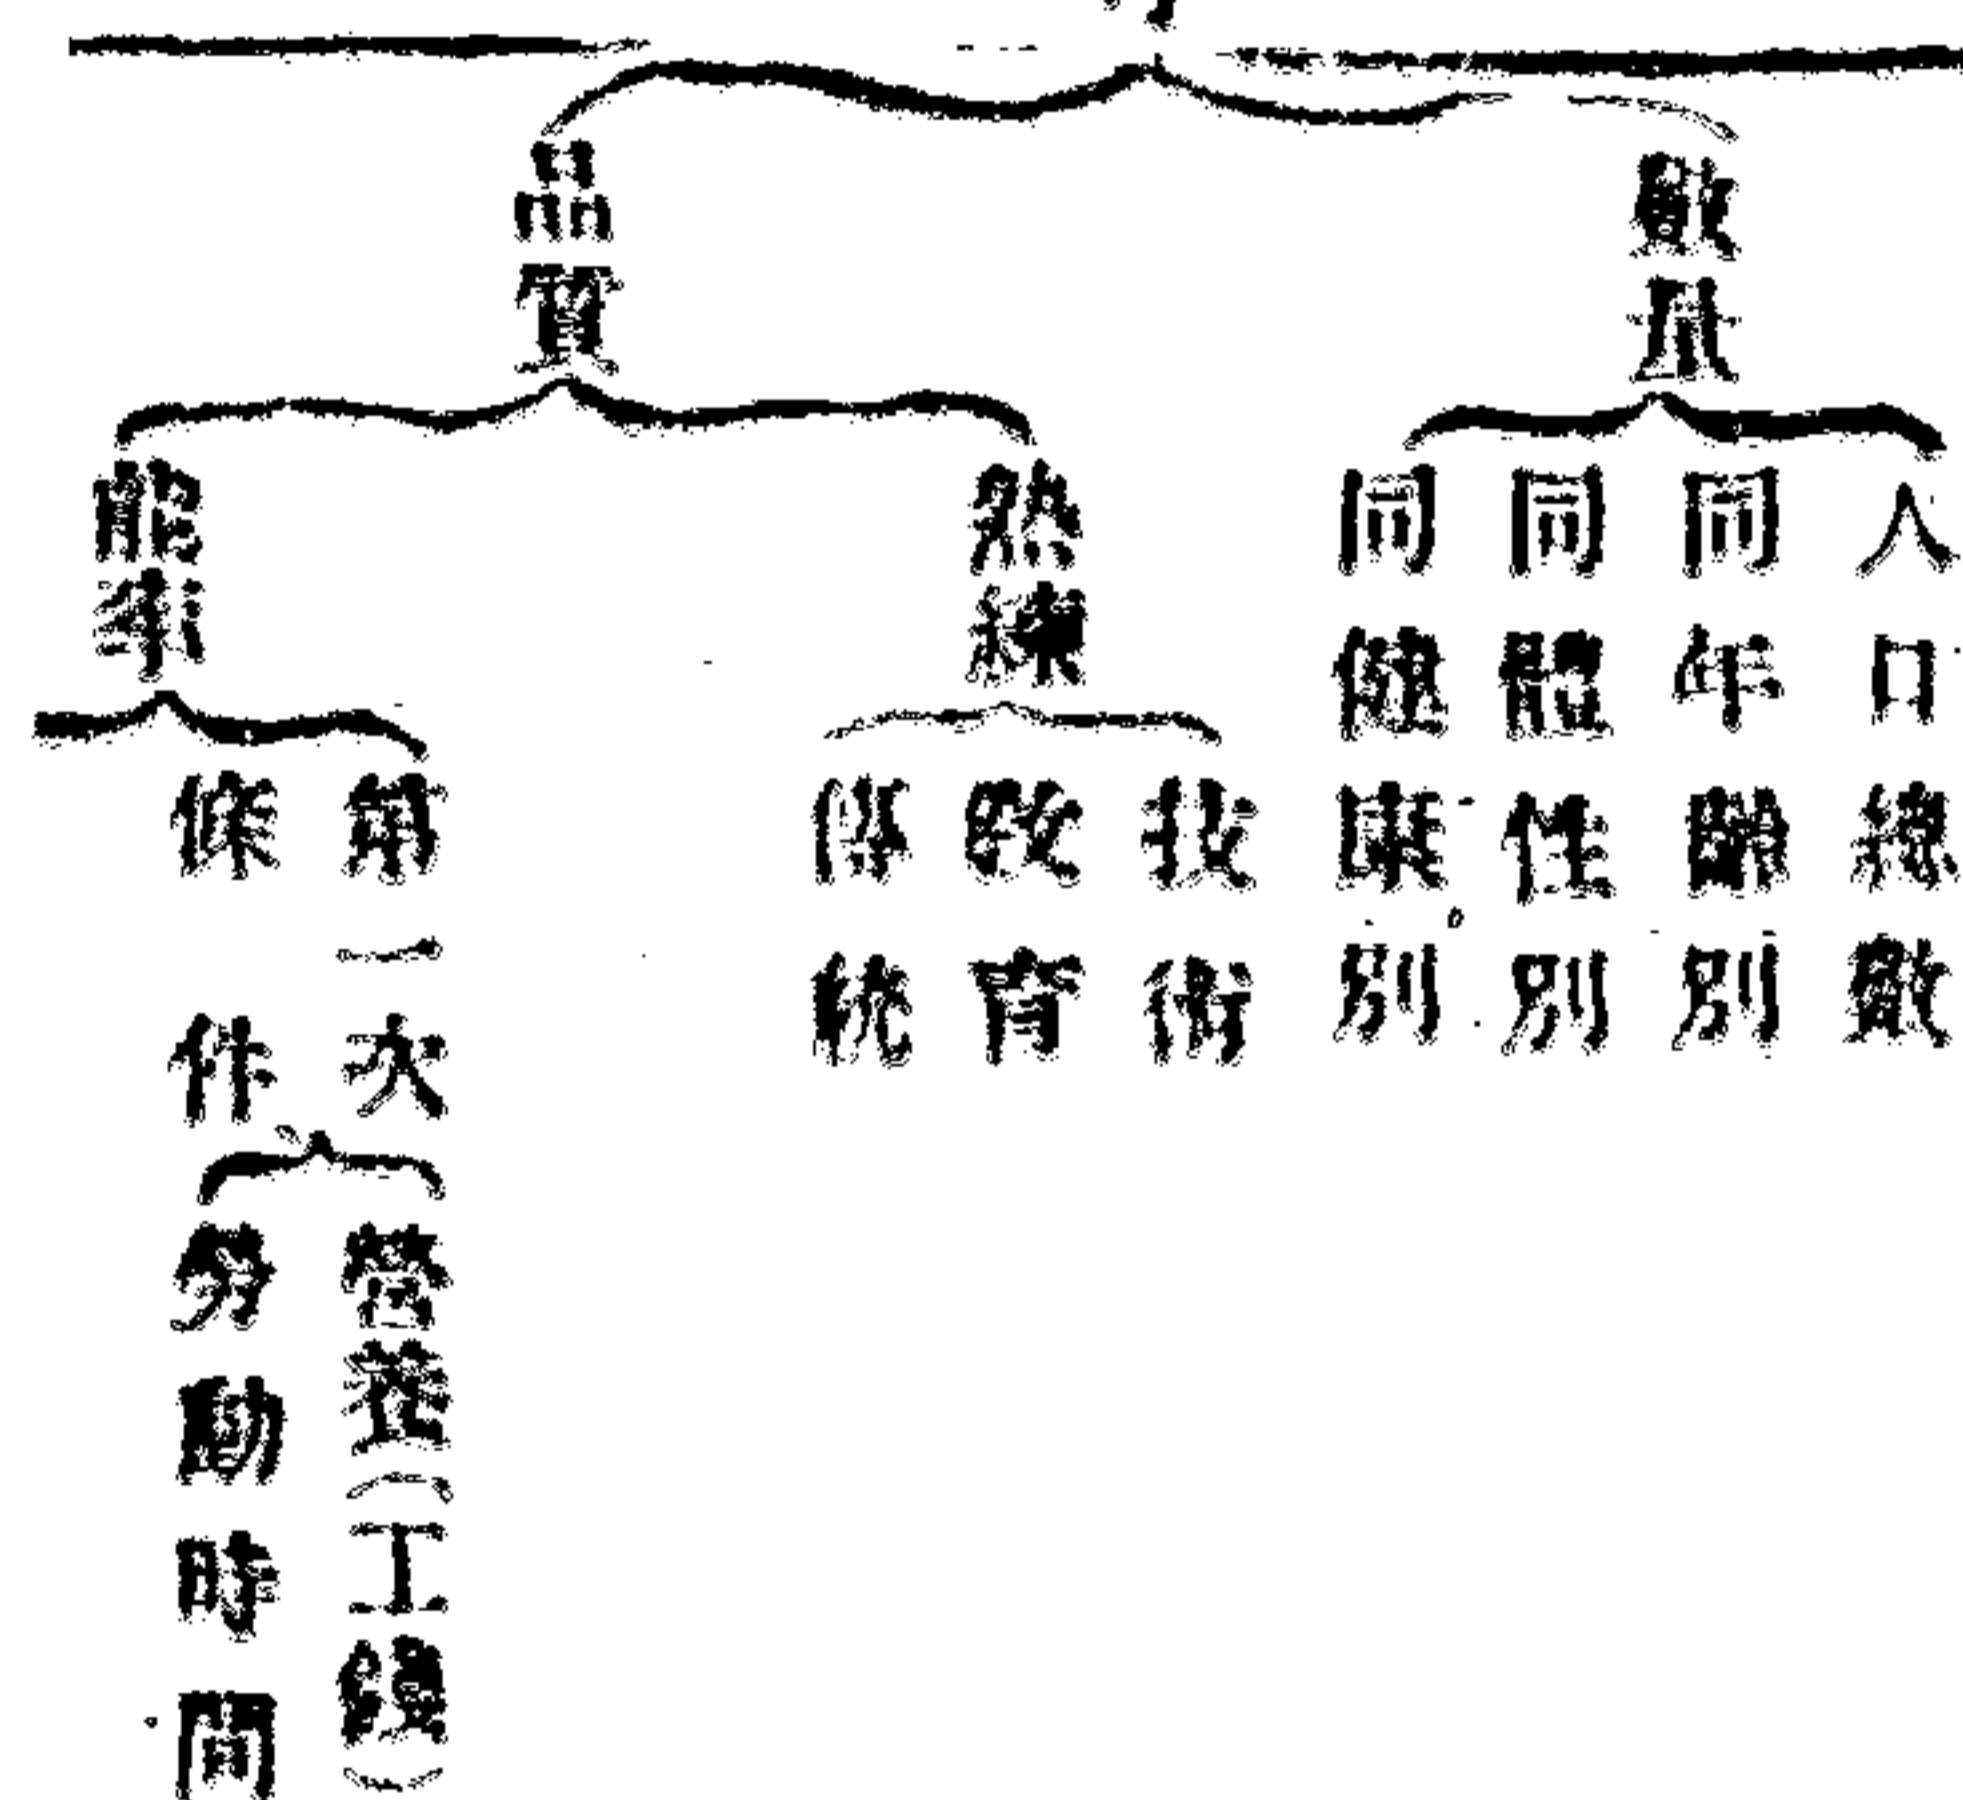 數量
人口總數
同年齢別
同體性別
同健康別
品質
熟練
技術
教育
傳統
能率
第一次
條件
營養(工錢)
勞動時間